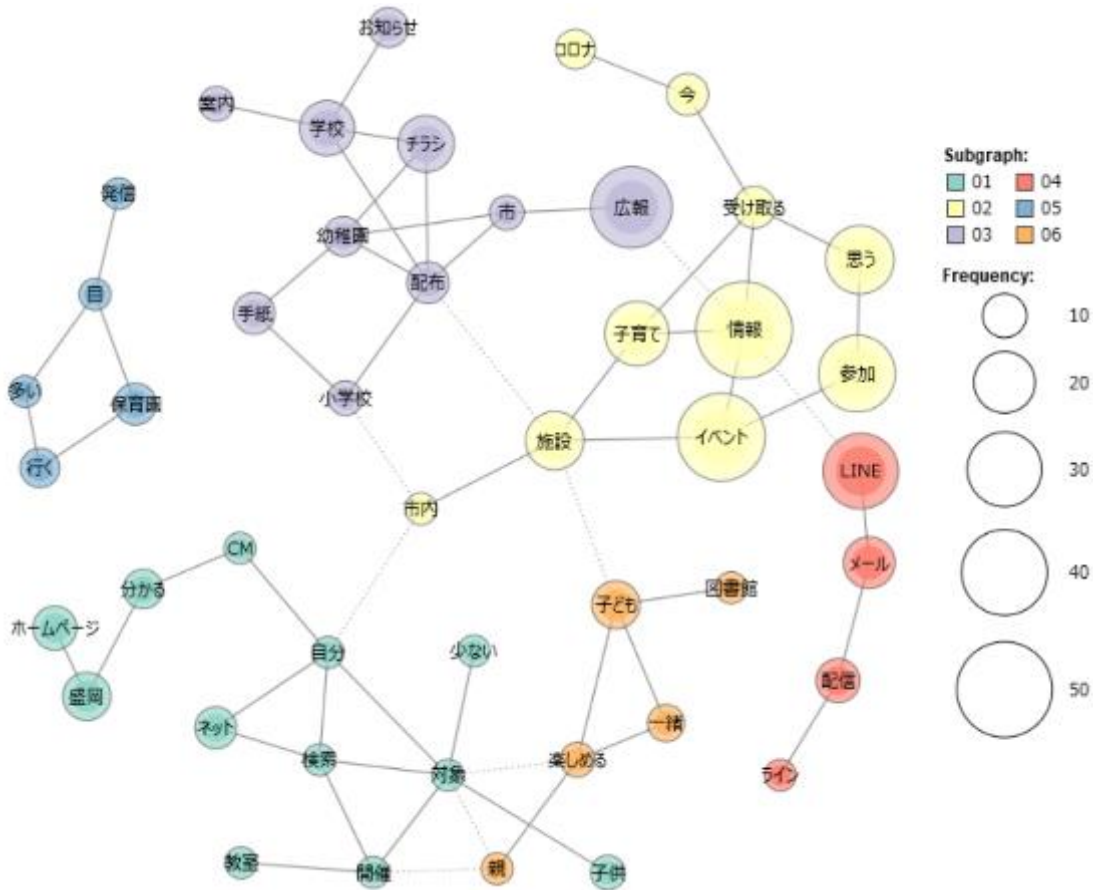 お知らせ
コロナ
今
案内
学校
チラシ
Subgraph:
01 04
02 05
03 06
発信
市
広報
受け取る
幼稚園
思う
配布
目
手紙
子育て
情報
Frequency:
10
20
30
40
50
参加
多い
保育園
小学校
施設
イベント
行く
LINE
市内
CM
メール
分かる
子ども
図書館
ホームページ
自分
少ない
盛岡
配信
ネット
一緒
検索
対象
楽しめる
ライン
教室
開催
親
子供